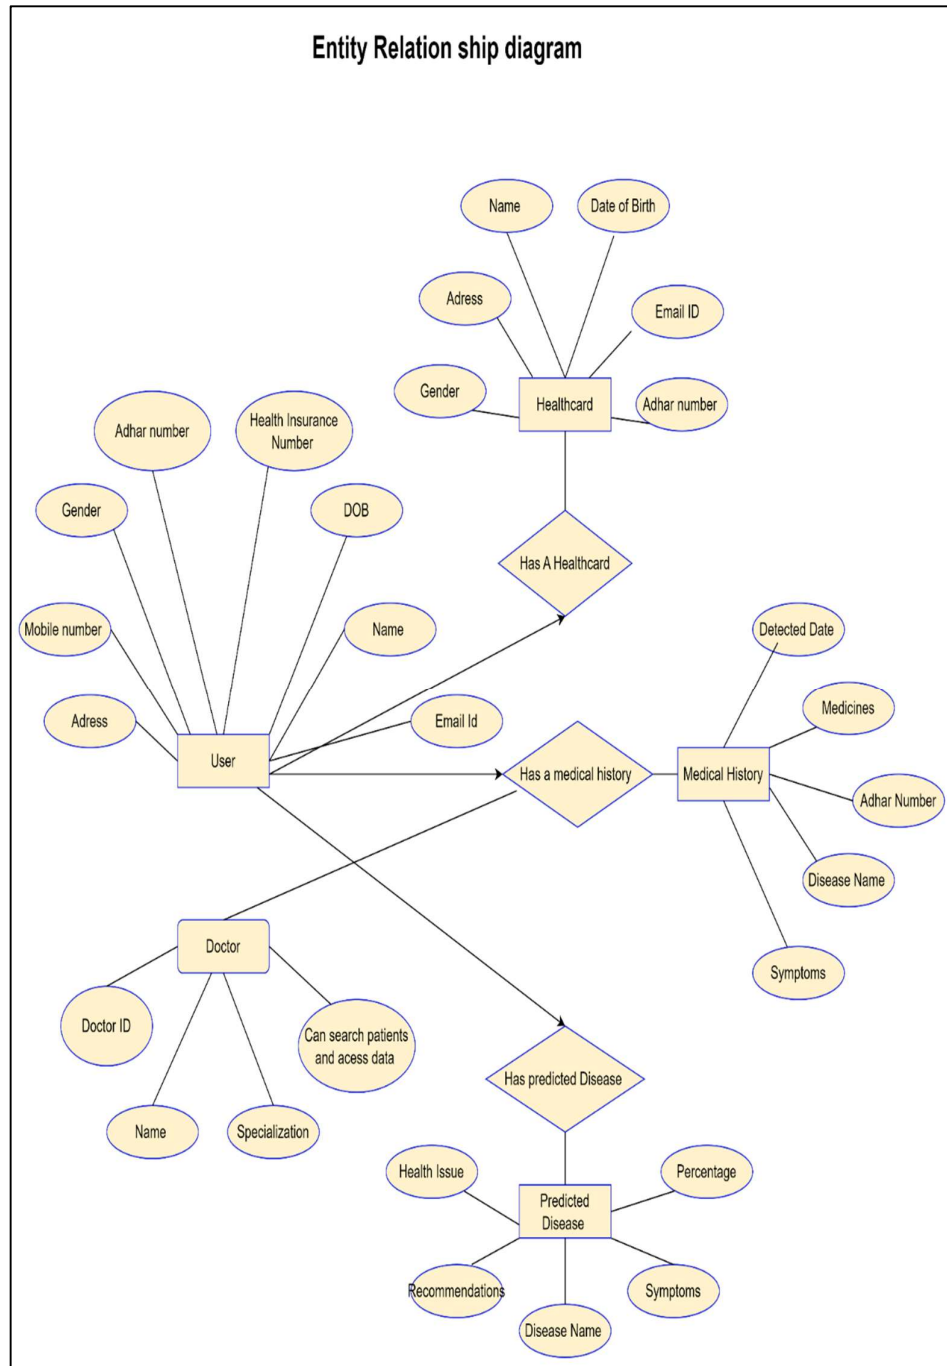 Entity Relation ship diagram
Name
Date of Birth
Adress
Email ID
Gender
Healthcard
Adhar number
Adhar number
Health Insurance
Number
Gender
DOB
Has A Healthcard
Mobile number
Name
Detected Date
Adress
Email Id
Medicines
User
Has a medical history
Medical History
Adhar Number
Disease Name
Doctor
Symptoms
Doctor ID
Can search patients
and acess data
Has predicted Disease
Name
Specialization
Health Issue
Percentage
Predicted
Disease
Recommendations
Symptoms
Disease Name